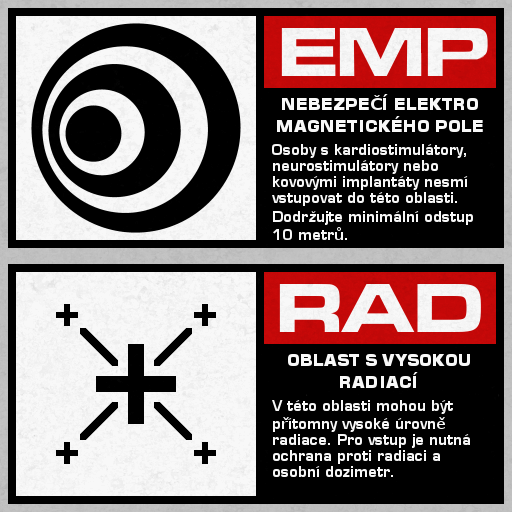 EMP
NEBEZPEČÍ ELEKTRO
MAGNETICKÉHO POLE
Osoby s kardiostimulátory,
neurostimulátory nebo
kovovými implantáty nesmí
vstupovat do této oblasti.
Dodržujte minimální odstup
10 metrů.
RAD
OBLAST S VYSOKOU
RADIACÍ
V této oblasti mohou být
přítomny vysoké úrovně
radiace. Pro vstup je nutná
ochrana proti radiaci a
osobní dozimetr.